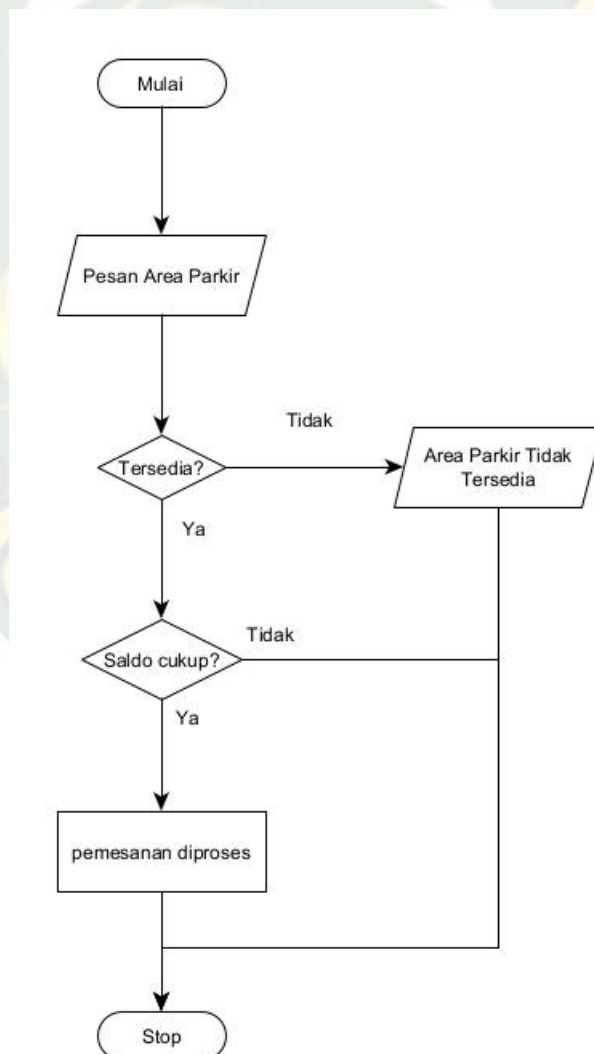 Mulai
Pesan Area Parkir
Tidak
Tersedia?
Area Parkir Tidak
Tersedia
Ya
Tidak
Saldo cukup?
Ya
pemesanan diproses
Stop